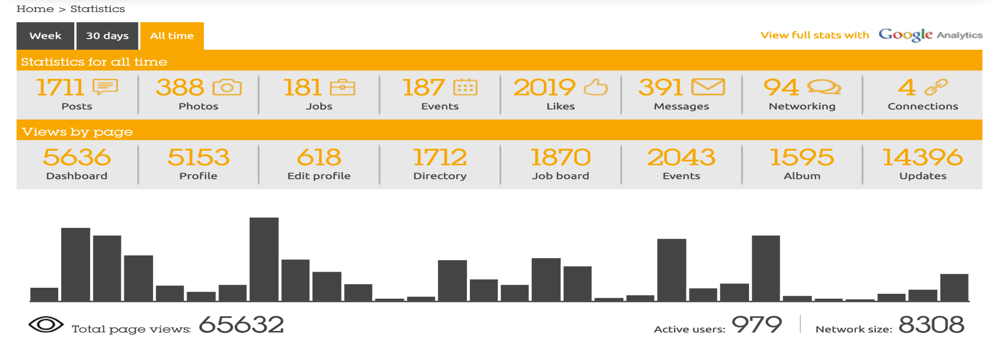 Home > Statistics
Week 30 days All time View full stats with Google Analytics
Statistics for all time
1711 388 181 187 2019 391 94 4
Posts Photos Jobs Events Likes Messages Networking Connections
Views by page
5636 5153 618 1712 1870 2043 1595 14396
Dashboard Profile Edit profile Directory Job board Events Album Updates
Total page views: 65632 Active users: 979 Network size: 8308